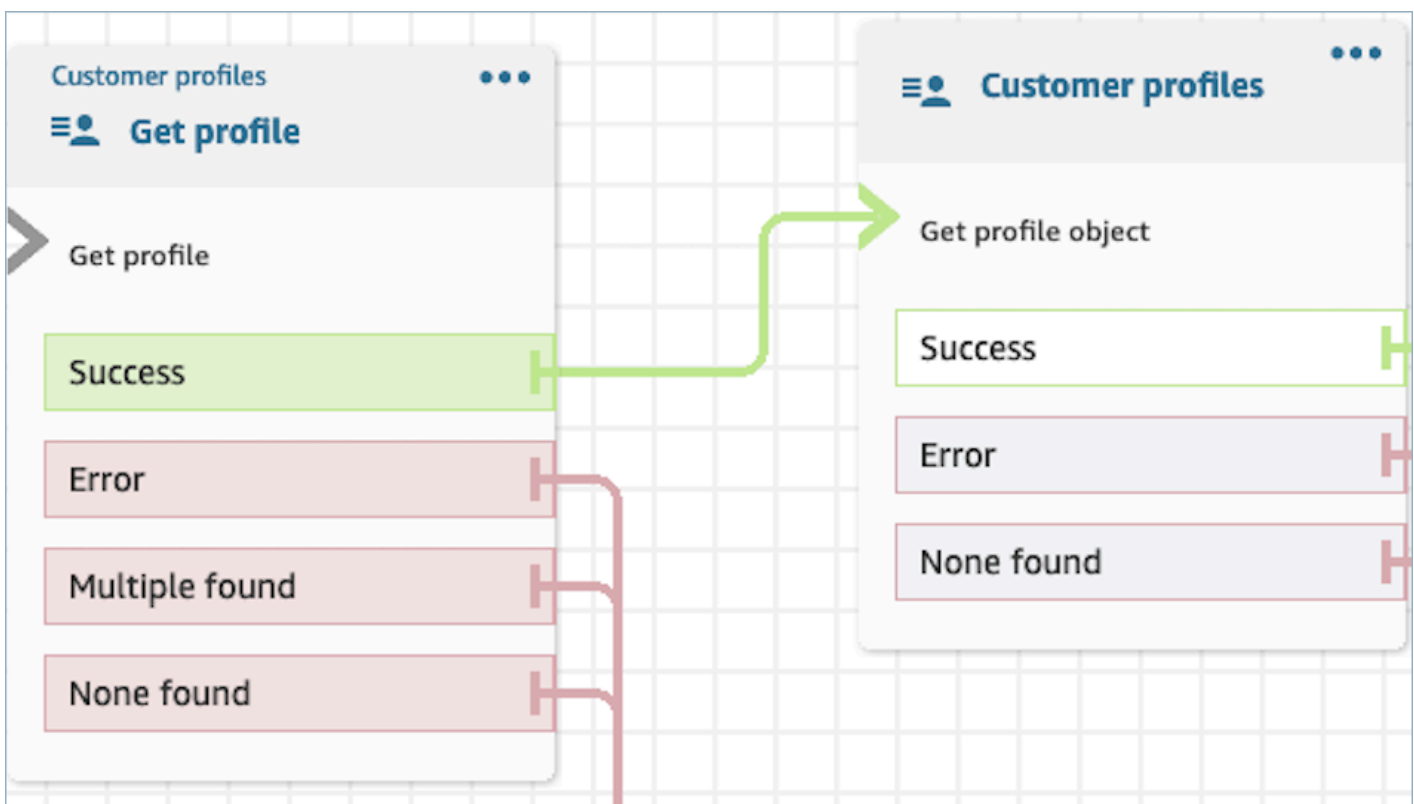 Customer profiles
Get profile
Get profile
Success
Error
Multiple found
None found
Customer profiles
Get profile object
Success
Error
None found